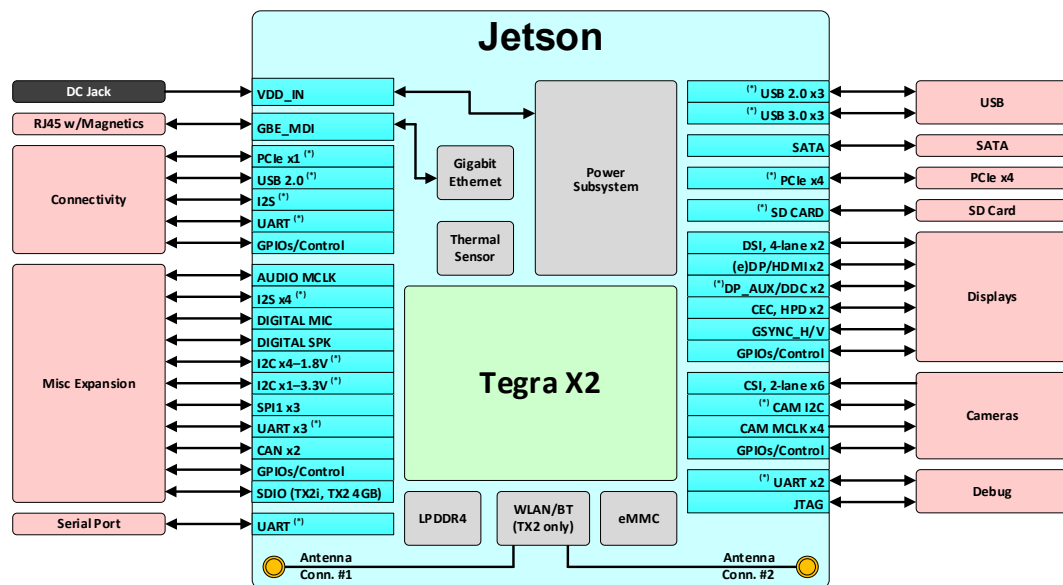 Jetson
DC Jack
RJ45 w/Magnetics
Connectivity
Misc Expansion
Serial Port
VDD_IN
GBE_MDI
PCIe x1 (*)
USB 2.0 (*)
I2S (*)
UART (*)
GPIOs/Control
AUDIO MCLK
I2S x4 (*)
DIGITAL MIC
DIGITAL SPK
I2C x4–1.8V (*)
I2C x1–3.3V (*)
SPI1 x3
UART x3 (*)
CAN x2
GPIOs/Control
SDIO (TX2i, TX2 4GB)
UART (*)
Gigabit
Ethernet
Thermal
Sensor
Power
Subsystem
Tegra X2
LPDDR4
WLAN/BT
(TX2 only)
eMMC
Antenna
Conn. #1
Antenna
Conn. #2
(*) USB 2.0 x3
(*) USB 3.0 x3
SATA
(*) PCIe x4
(*) SD CARD
DSI, 4-lane x2
(e)DP/HDMI x2
(*)DP_AUX/DDC x2
CEC, HPD x2
GSYNC_H/V
GPIOs/Control
CSI, 2-lane x6
(*) CAM I2C
CAM MCLK x4
GPIOs/Control
(*) UART x2
JTAG
USB
SATA
PCIe x4
SD Card
Displays
Cameras
Debug